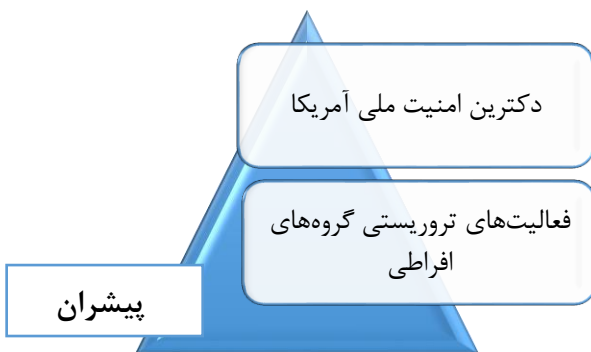 دکترین امنیت ملی آمریکا
فعالیت‌های تروریستی گروه‌های
افراطی
پیشران